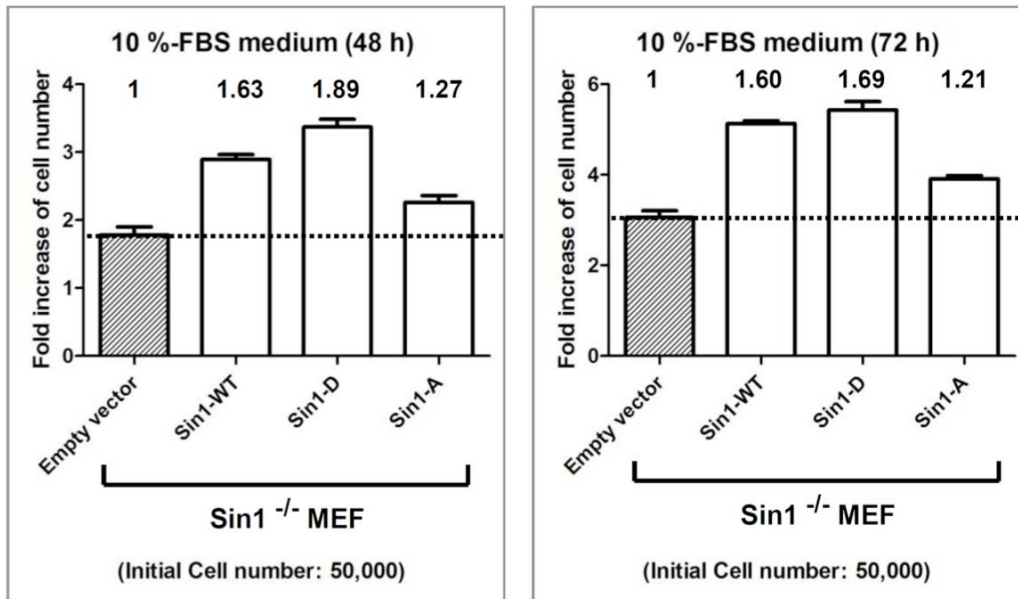 10 %-FBS medium (48 h)
1 1.63 1.89 1.27
Fold increase of cell number
4
3
2
1
0
Empty vector
Sin1-WT
Sin1-D
Sin1-A
Sin1 -/- MEF
(Initial Cell number: 50,000)
10 %-FBS medium (72 h)
1 1.60 1.69 1.21
Fold increase of cell number
6
4
2
0
Empty vector
Sin1-WT
Sin1-D
Sin1-A
Sin1 -/- MEF
(Initial Cell number: 50,000)